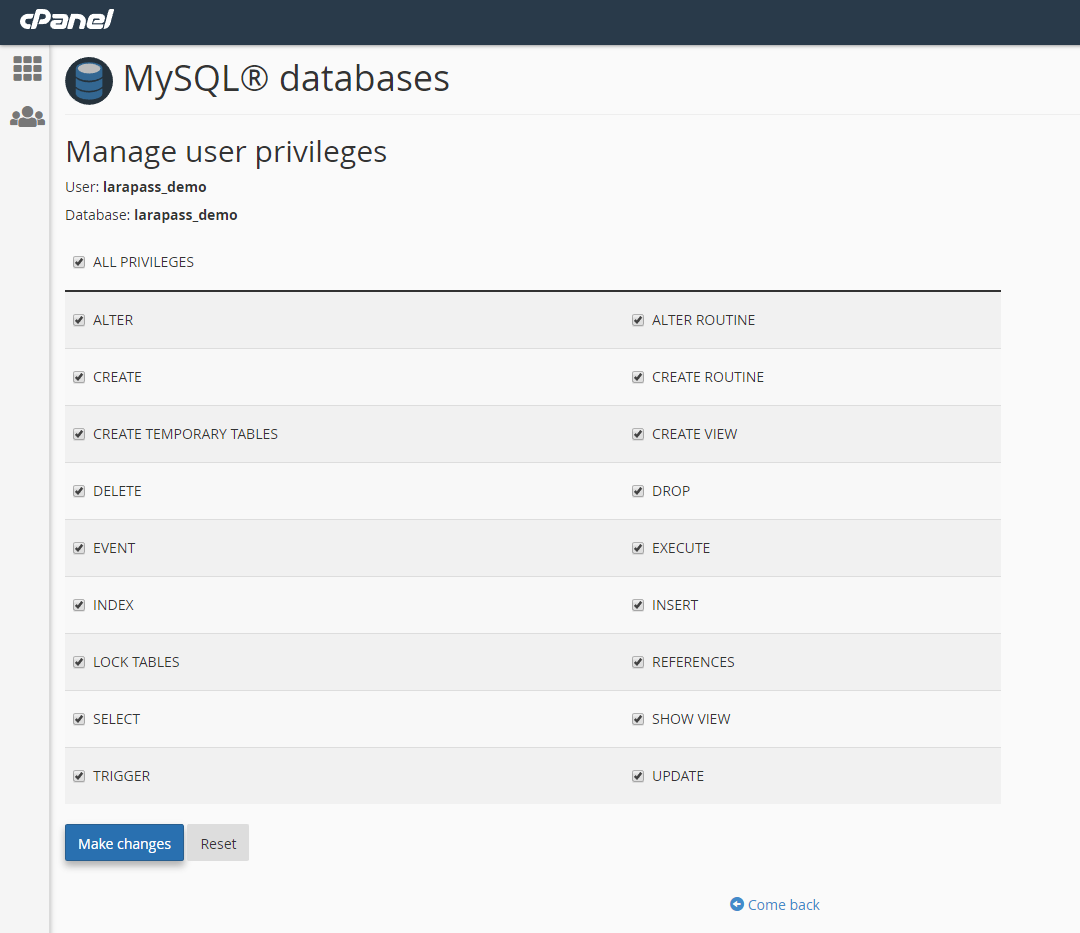 cPanel
MySQL® databases
Manage user privileges
User: larapass_demo
Database: larapass_demo
ALL PRIVILEGES
ALTER
ALTER ROUTINE
CREATE
CREATE ROUTINE
CREATE TEMPORARY TABLES
CREATE VIEW
DELETE
DROP
EVENT
EXECUTE
INDEX
INSERT
LOCK TABLES
REFERENCES
SELECT
SHOW VIEW
TRIGGER
UPDATE
Make changes
Reset
Come back